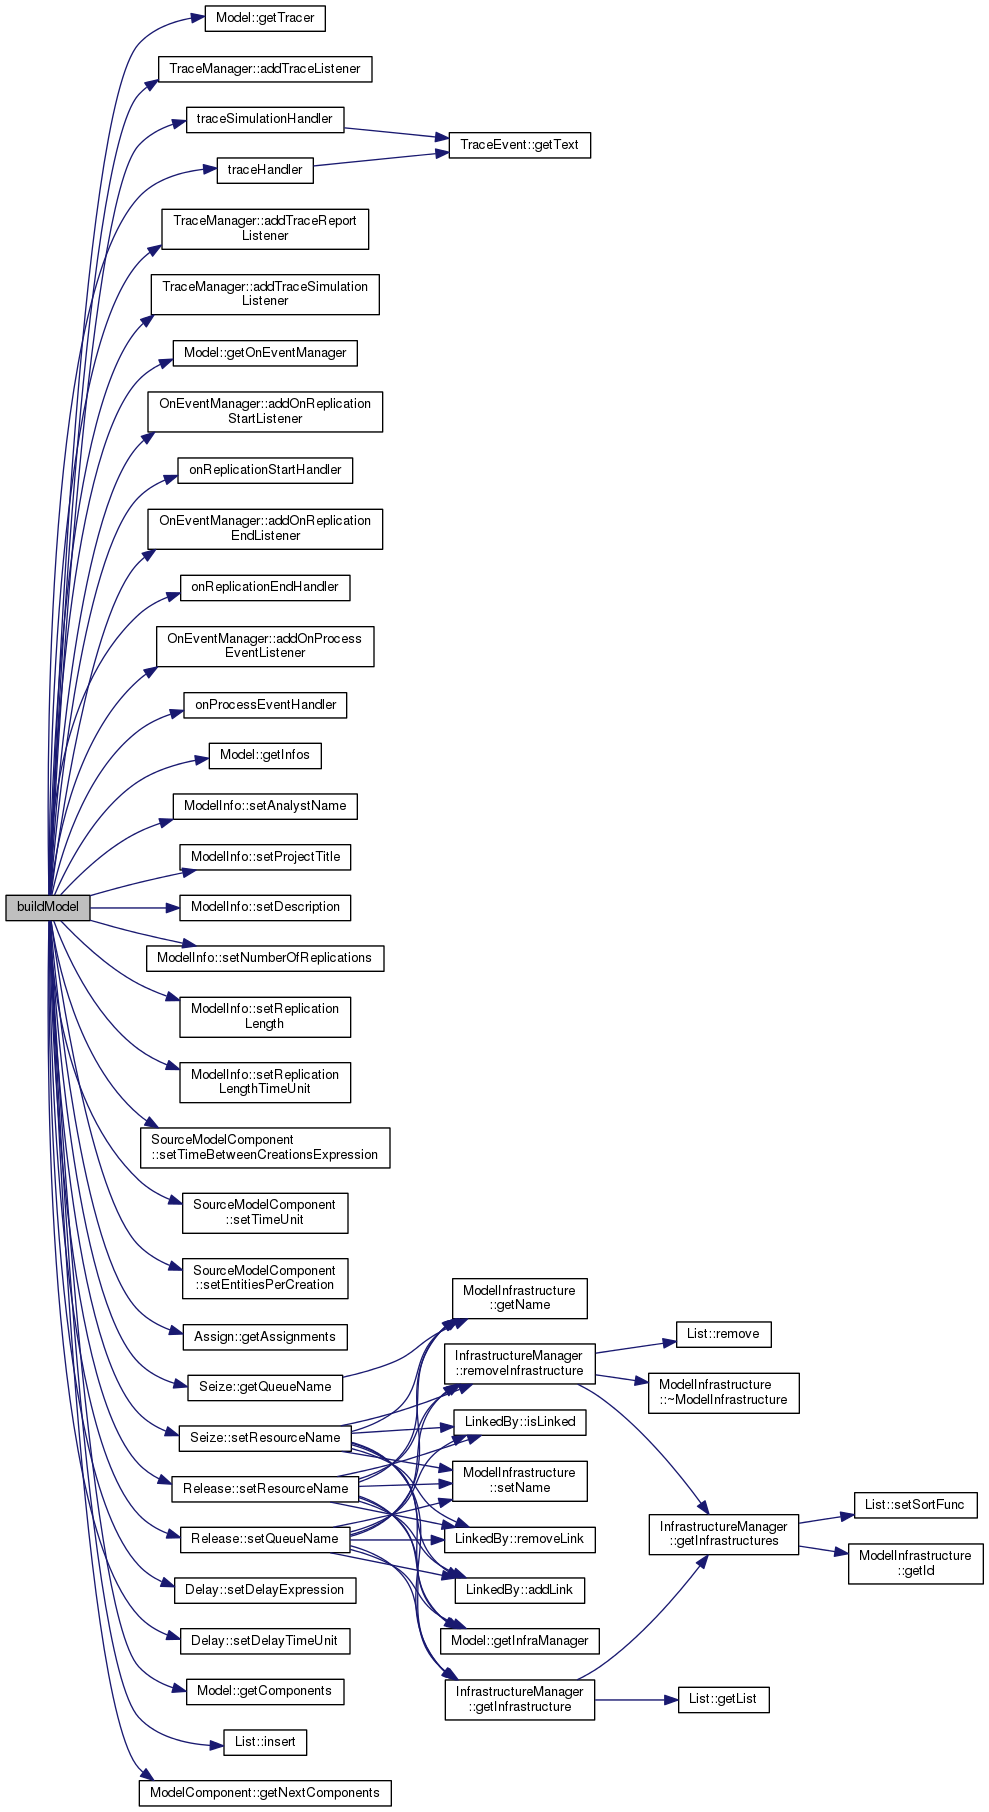 Model::getTracer
TraceManager::addTraceListener
traceSimulationHandler
TraceEvent::getText
traceHandler
TraceManager::addTraceReport
Listener
TraceManager::addTraceSimulation
Listener
Model::getOnEventManager
OnEventManager::addOnReplication
StartListener
onReplicationStartHandler
OnEventManager::addOnReplication
EndListener
onReplicationEndHandler
OnEventManager::addOnProcess
EventListener
onProcessEventHandler
Model::getInfos
ModelInfo::setAnalystName
ModelInfo::setProjectTitle
buildModel
ModelInfo::setDescription
ModelInfo::setNumberOfReplications
ModelInfo::setReplication
Length
ModelInfo::setReplication
LengthTimeUnit
SourceModelComponent
::setTimeBetweenCreationsExpression
SourceModelComponent
::setTimeUnit
SourceModelComponent
::setEntitiesPerCreation
ModelInfrastructure
::getName
Assign::getAssignments
List::remove
InfrastructureManager
::removeInfrastructure
Seize::getQueueName
ModelInfrastructure
::~ModelInfrastructure
LinkedBy::isLinked
Seize::setResourceName
ModelInfrastructure
::setName
Release::setResourceName
List::setSortFunc
Release::setQueueName
LinkedBy::removeLink
InfrastructureManager
::getInfrastructures
ModelInfrastructure
::getId
Delay::setDelayExpression
LinkedBy::addLink
Delay::setDelayTimeUnit
Model::getInfraManager
Model::getComponents
InfrastructureManager
::getInfrastructure
List::getList
List::insert
ModelComponent::getNextComponents